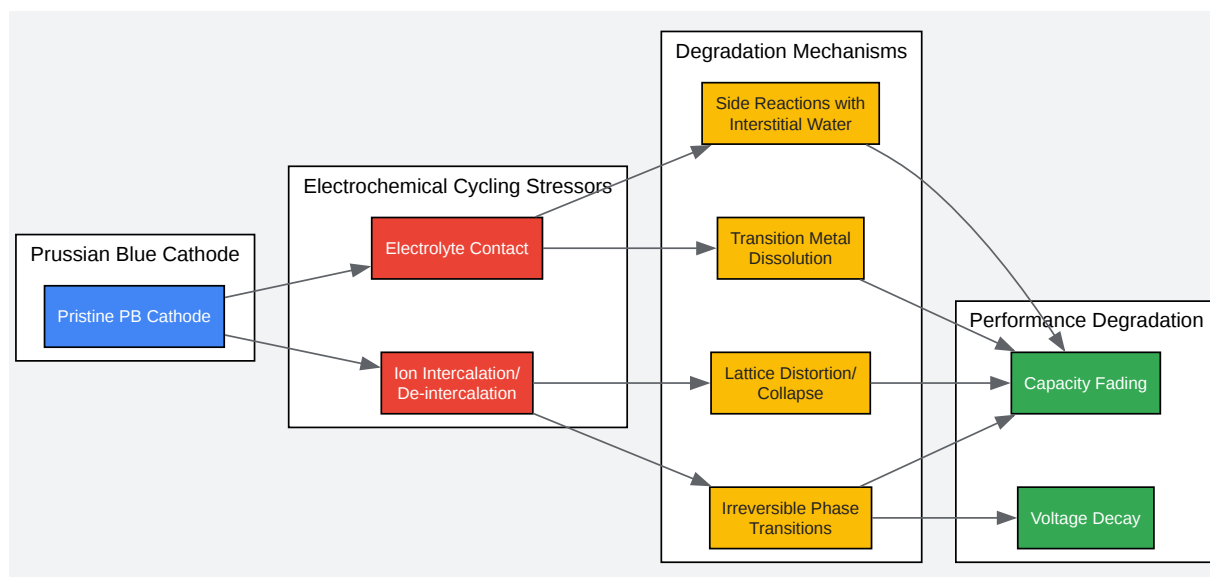 Prussian Blue Cathode
Pristine PB Cathode
Electrochemical Cycling Stressors
Electrolyte Contact
Ion Intercalation/
De-intercalation
Degradation Mechanisms
Side Reactions with
Interstitial Water
Transition Metal
Dissolution
Lattice Distortion/
Collapse
Irreversible Phase
Transitions
Performance Degradation
Capacity Fading
Voltage Decay